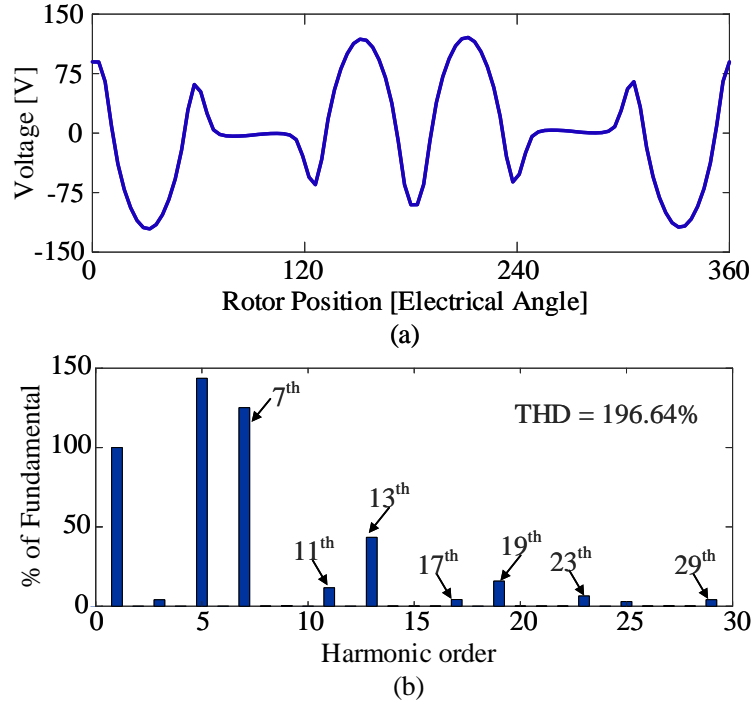 150
75
0
-75
-150
Voltage [V]
0 120 240 360
Rotor Position [Electrical Angle]
(a)
150
100
50
0
% of Fundamental
7th
THD = 196.64%
13th
11th
17th
19th
23th
29th
0 5 10 15 20 25 30
Harmonic order
(b)